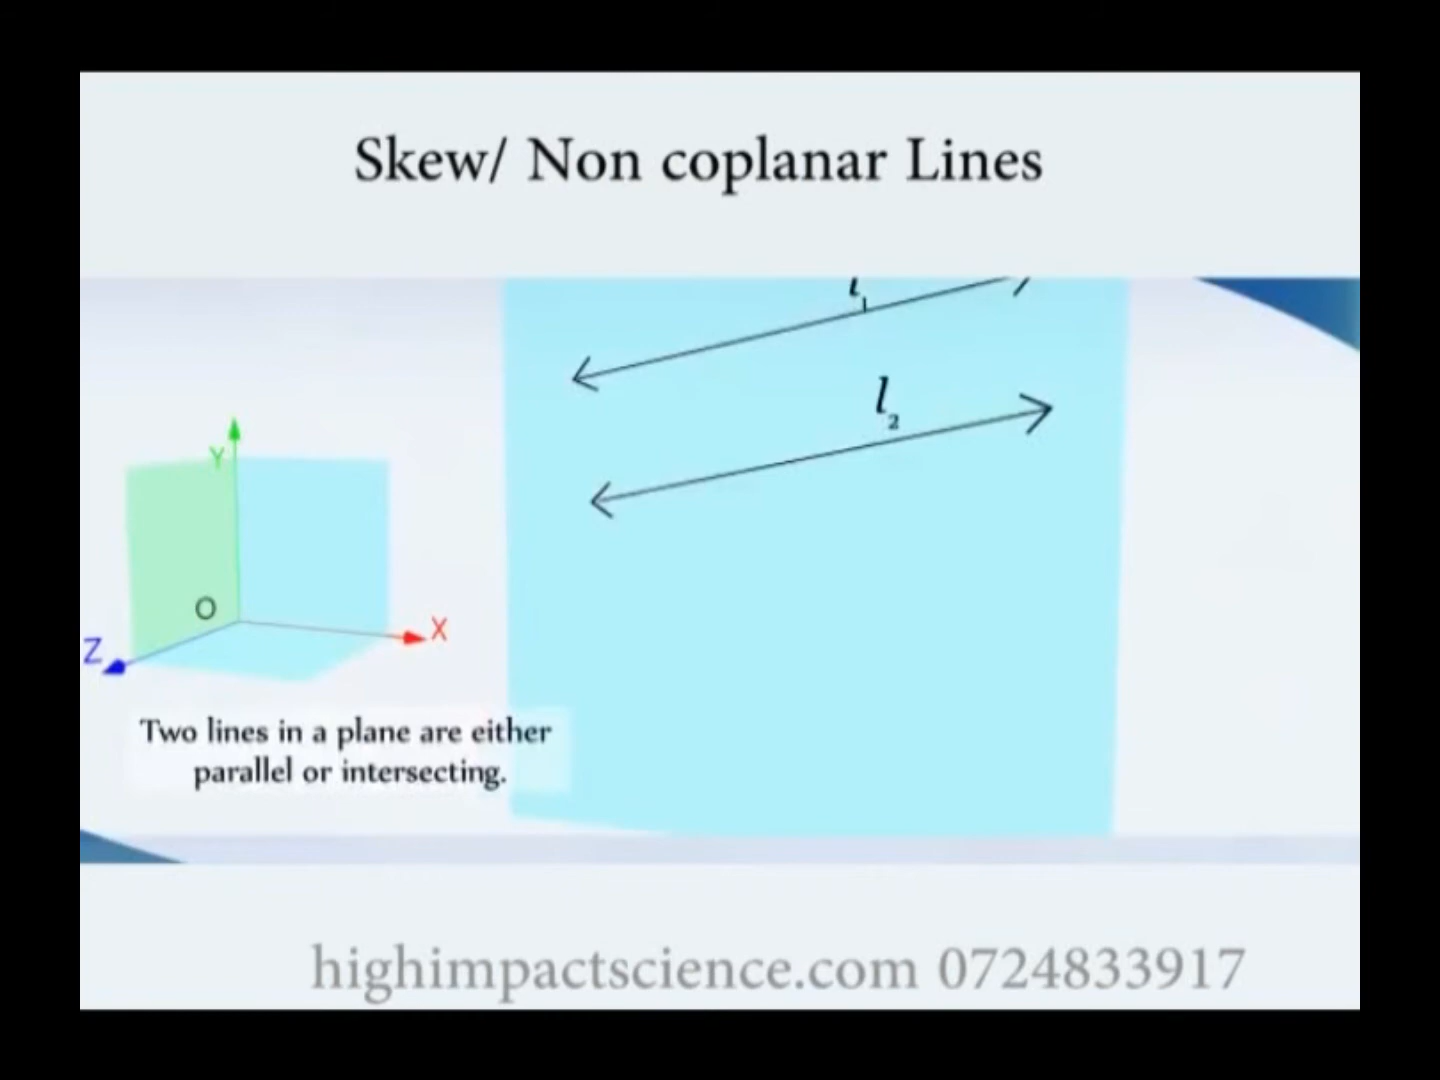 Skew/ Non coplanar Lines
l1
l2
Y
O
X
Z
Two lines in a plane are either
parallel or intersecting.
highimpactscience.com 0724833917